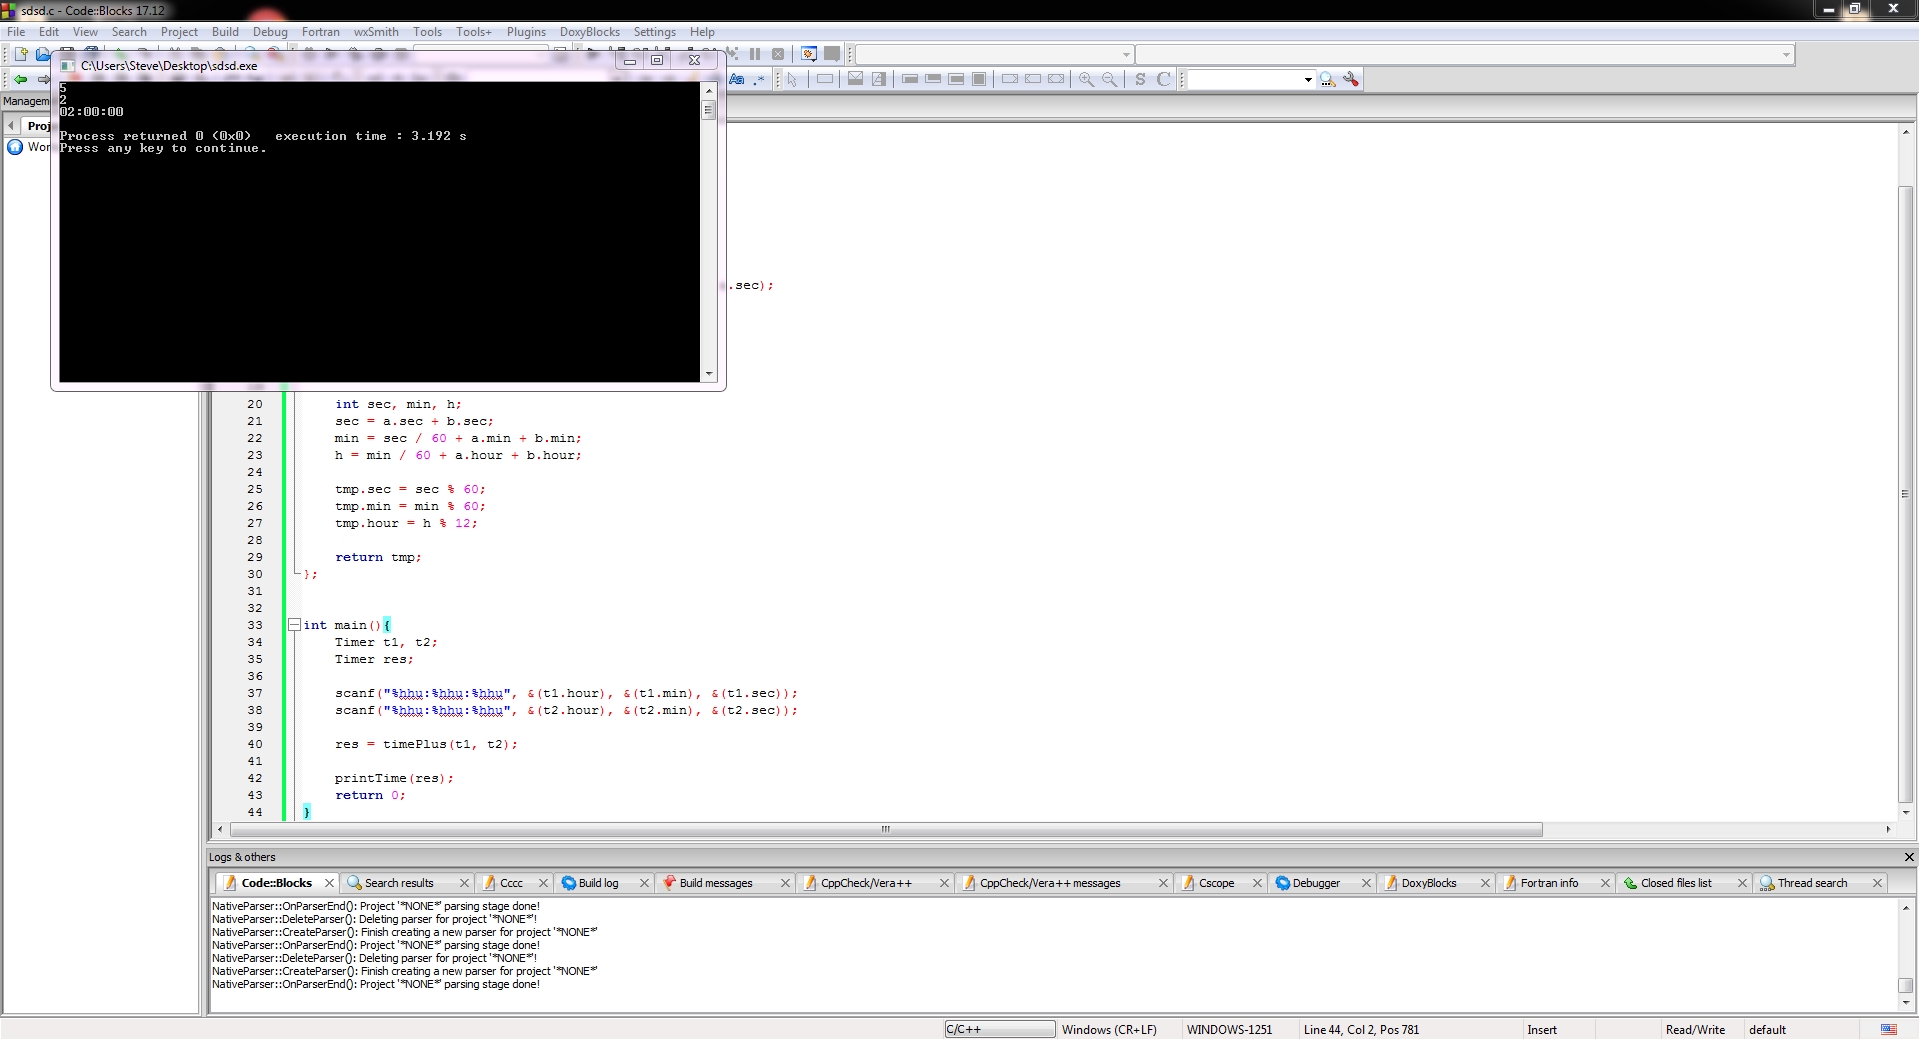 sdsd.c - Code::Blocks 17.12
File Edit View Search Project Build Debug Fortran wxSmith Tools Tools+ Plugins DoxyBlocks Settings Help
C:\Users\Steve\Desktop\sdsd.exe
Aa .* S C
Managem
Proj
Wor
5
2
02:00:00
Process returned 0 (0x0)   execution time : 3.192 s
Press any key to continue.
.sec);
20 int sec, min, h;
21 sec = a.sec + b.sec;
22 min = sec / 60 + a.min + b.min;
23 h = min / 60 + a.hour + b.hour;
24
25 tmp.sec = sec % 60;
26 tmp.min = min % 60;
27 tmp.hour = h % 12;
28
29 return tmp;
30 };
31
32
33 int main(){
34 Timer t1, t2;
35 Timer res;
36
37 scanf("%hhu:%hhu:%hhu", &(t1.hour), &(t1.min), &(t1.sec));
38 scanf("%hhu:%hhu:%hhu", &(t2.hour), &(t2.min), &(t2.sec));
39
40 res = timePlus(t1, t2);
41
42 printTime(res);
43 return 0;
44 }
Logs & others
Code::Blocks Search results Cccc Build log Build messages CppCheck/Vera++ CppCheck/Vera++ messages Cscope Debugger DoxyBlocks Fortran info Closed files list Thread search
NativeParser::OnParserEnd(): Project '*NONE*' parsing stage done!
NativeParser::DeleteParser(): Deleting parser for project '*NONE*'!
NativeParser::CreateParser(): Finish creating a new parser for project '*NONE*'
NativeParser::OnParserEnd(): Project '*NONE*' parsing stage done!
NativeParser::DeleteParser(): Deleting parser for project '*NONE*'!
NativeParser::CreateParser(): Finish creating a new parser for project '*NONE*'
NativeParser::OnParserEnd(): Project '*NONE*' parsing stage done!
C/C++ Windows (CR+LF) WINDOWS-1251 Line 44, Col 2, Pos 781 Insert Read/Write default